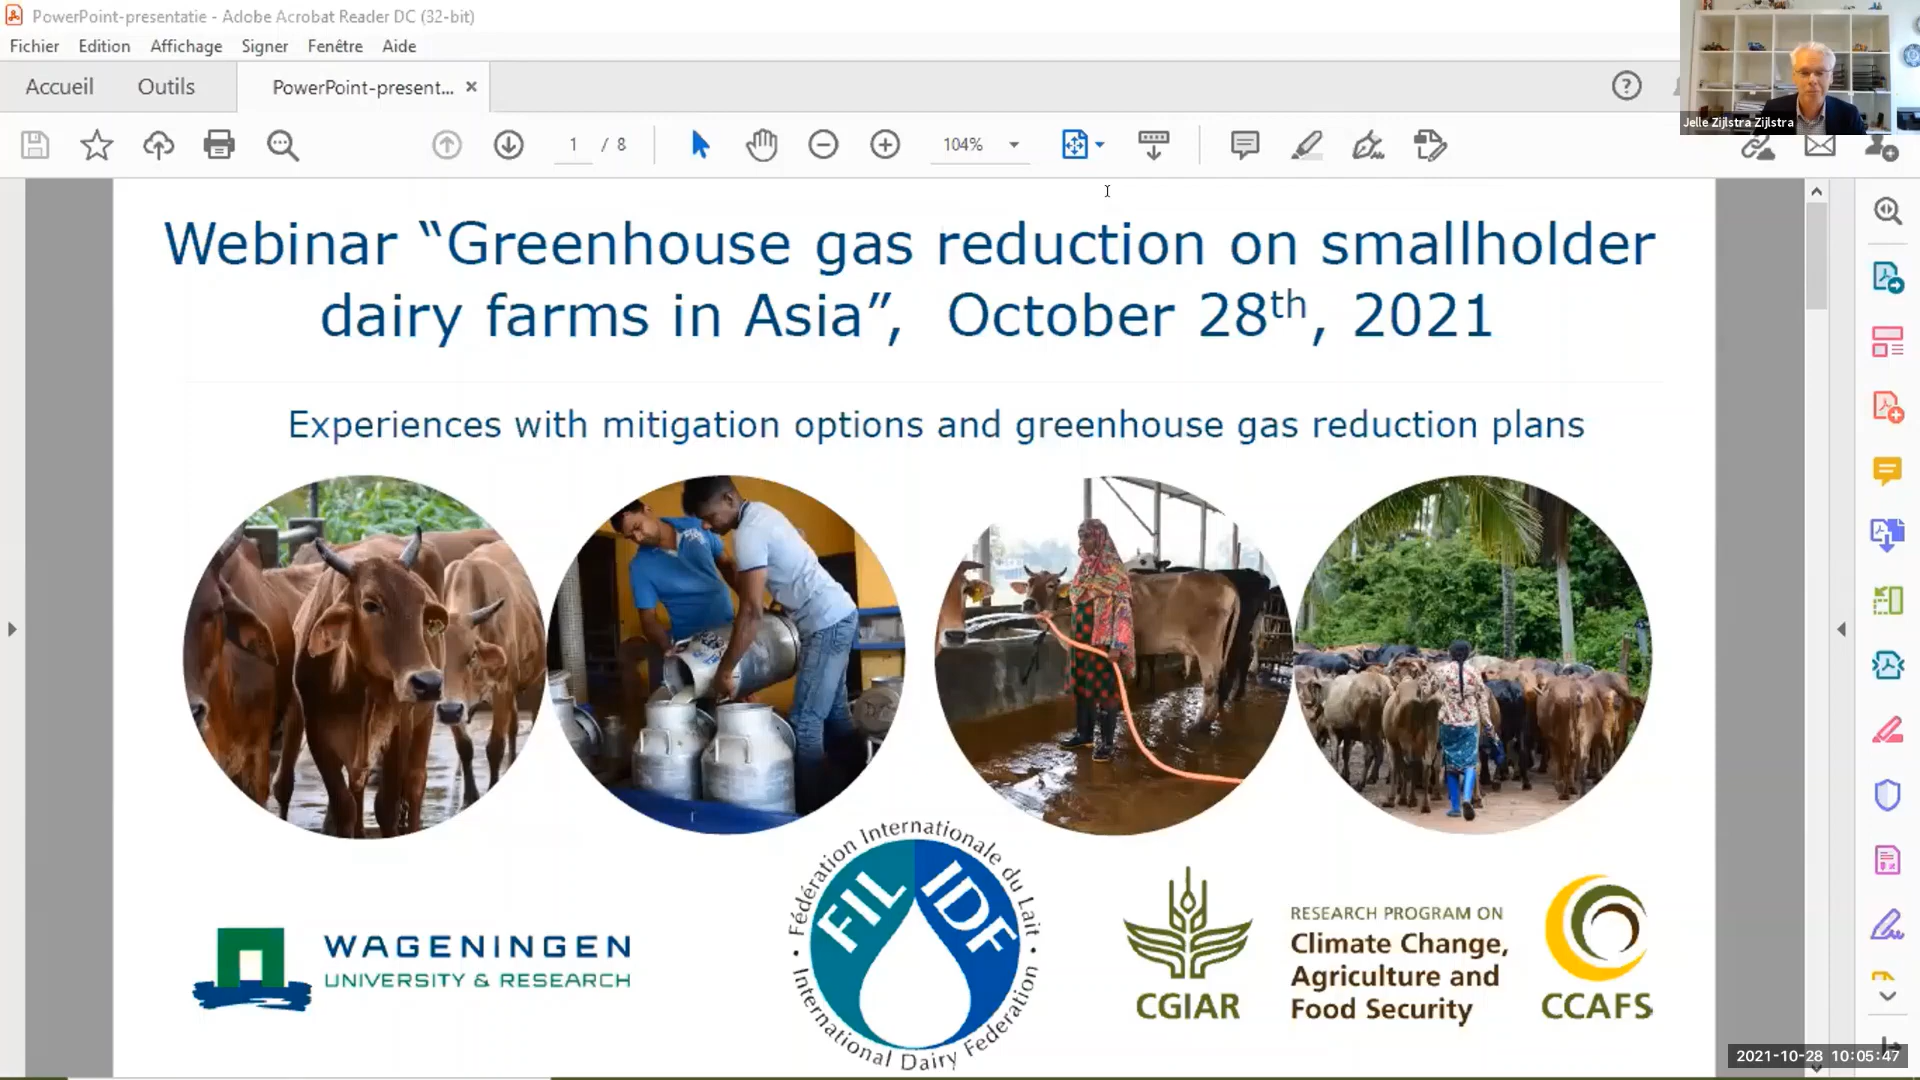 PowerPoint-presentatie - Adobe Acrobat Reader DC (32-bit)
Fichier Edition Affichage Signer Fenêtre Aide
Accueil Outils PowerPoint-present... ×
Jelle Zijlstra Zijlstra
1 / 8 104%
Webinar “Greenhouse gas reduction on smallholder
dairy farms in Asia”, October 28th, 2021
Experiences with mitigation options and greenhouse gas reduction plans
WAGENINGEN
UNIVERSITY & RESEARCH
Fédération Internationale du Lait
FIL IDF
International Dairy Federation
CGIAR
RESEARCH PROGRAM ON
Climate Change,
Agriculture and
Food Security
CCAFS
2021-10-28 10:05:47